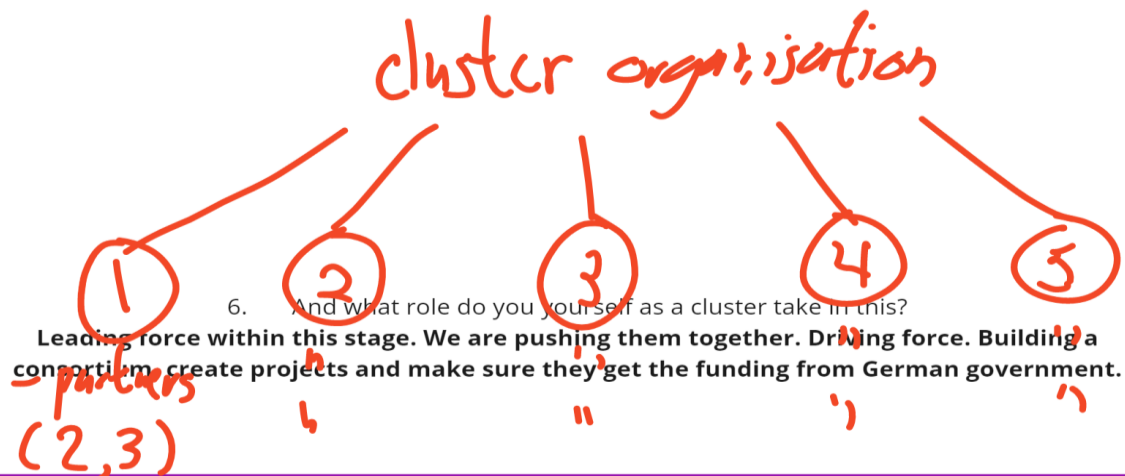 cluster organisation
1 2 3 4 5
6. And what role do you yourself as a cluster take in this?
Leading force within this stage. We are pushing them together. Driving force. Building a
consortium, create projects and make sure they get the funding from German government.
- partners " " " "
(2,3) " " " "